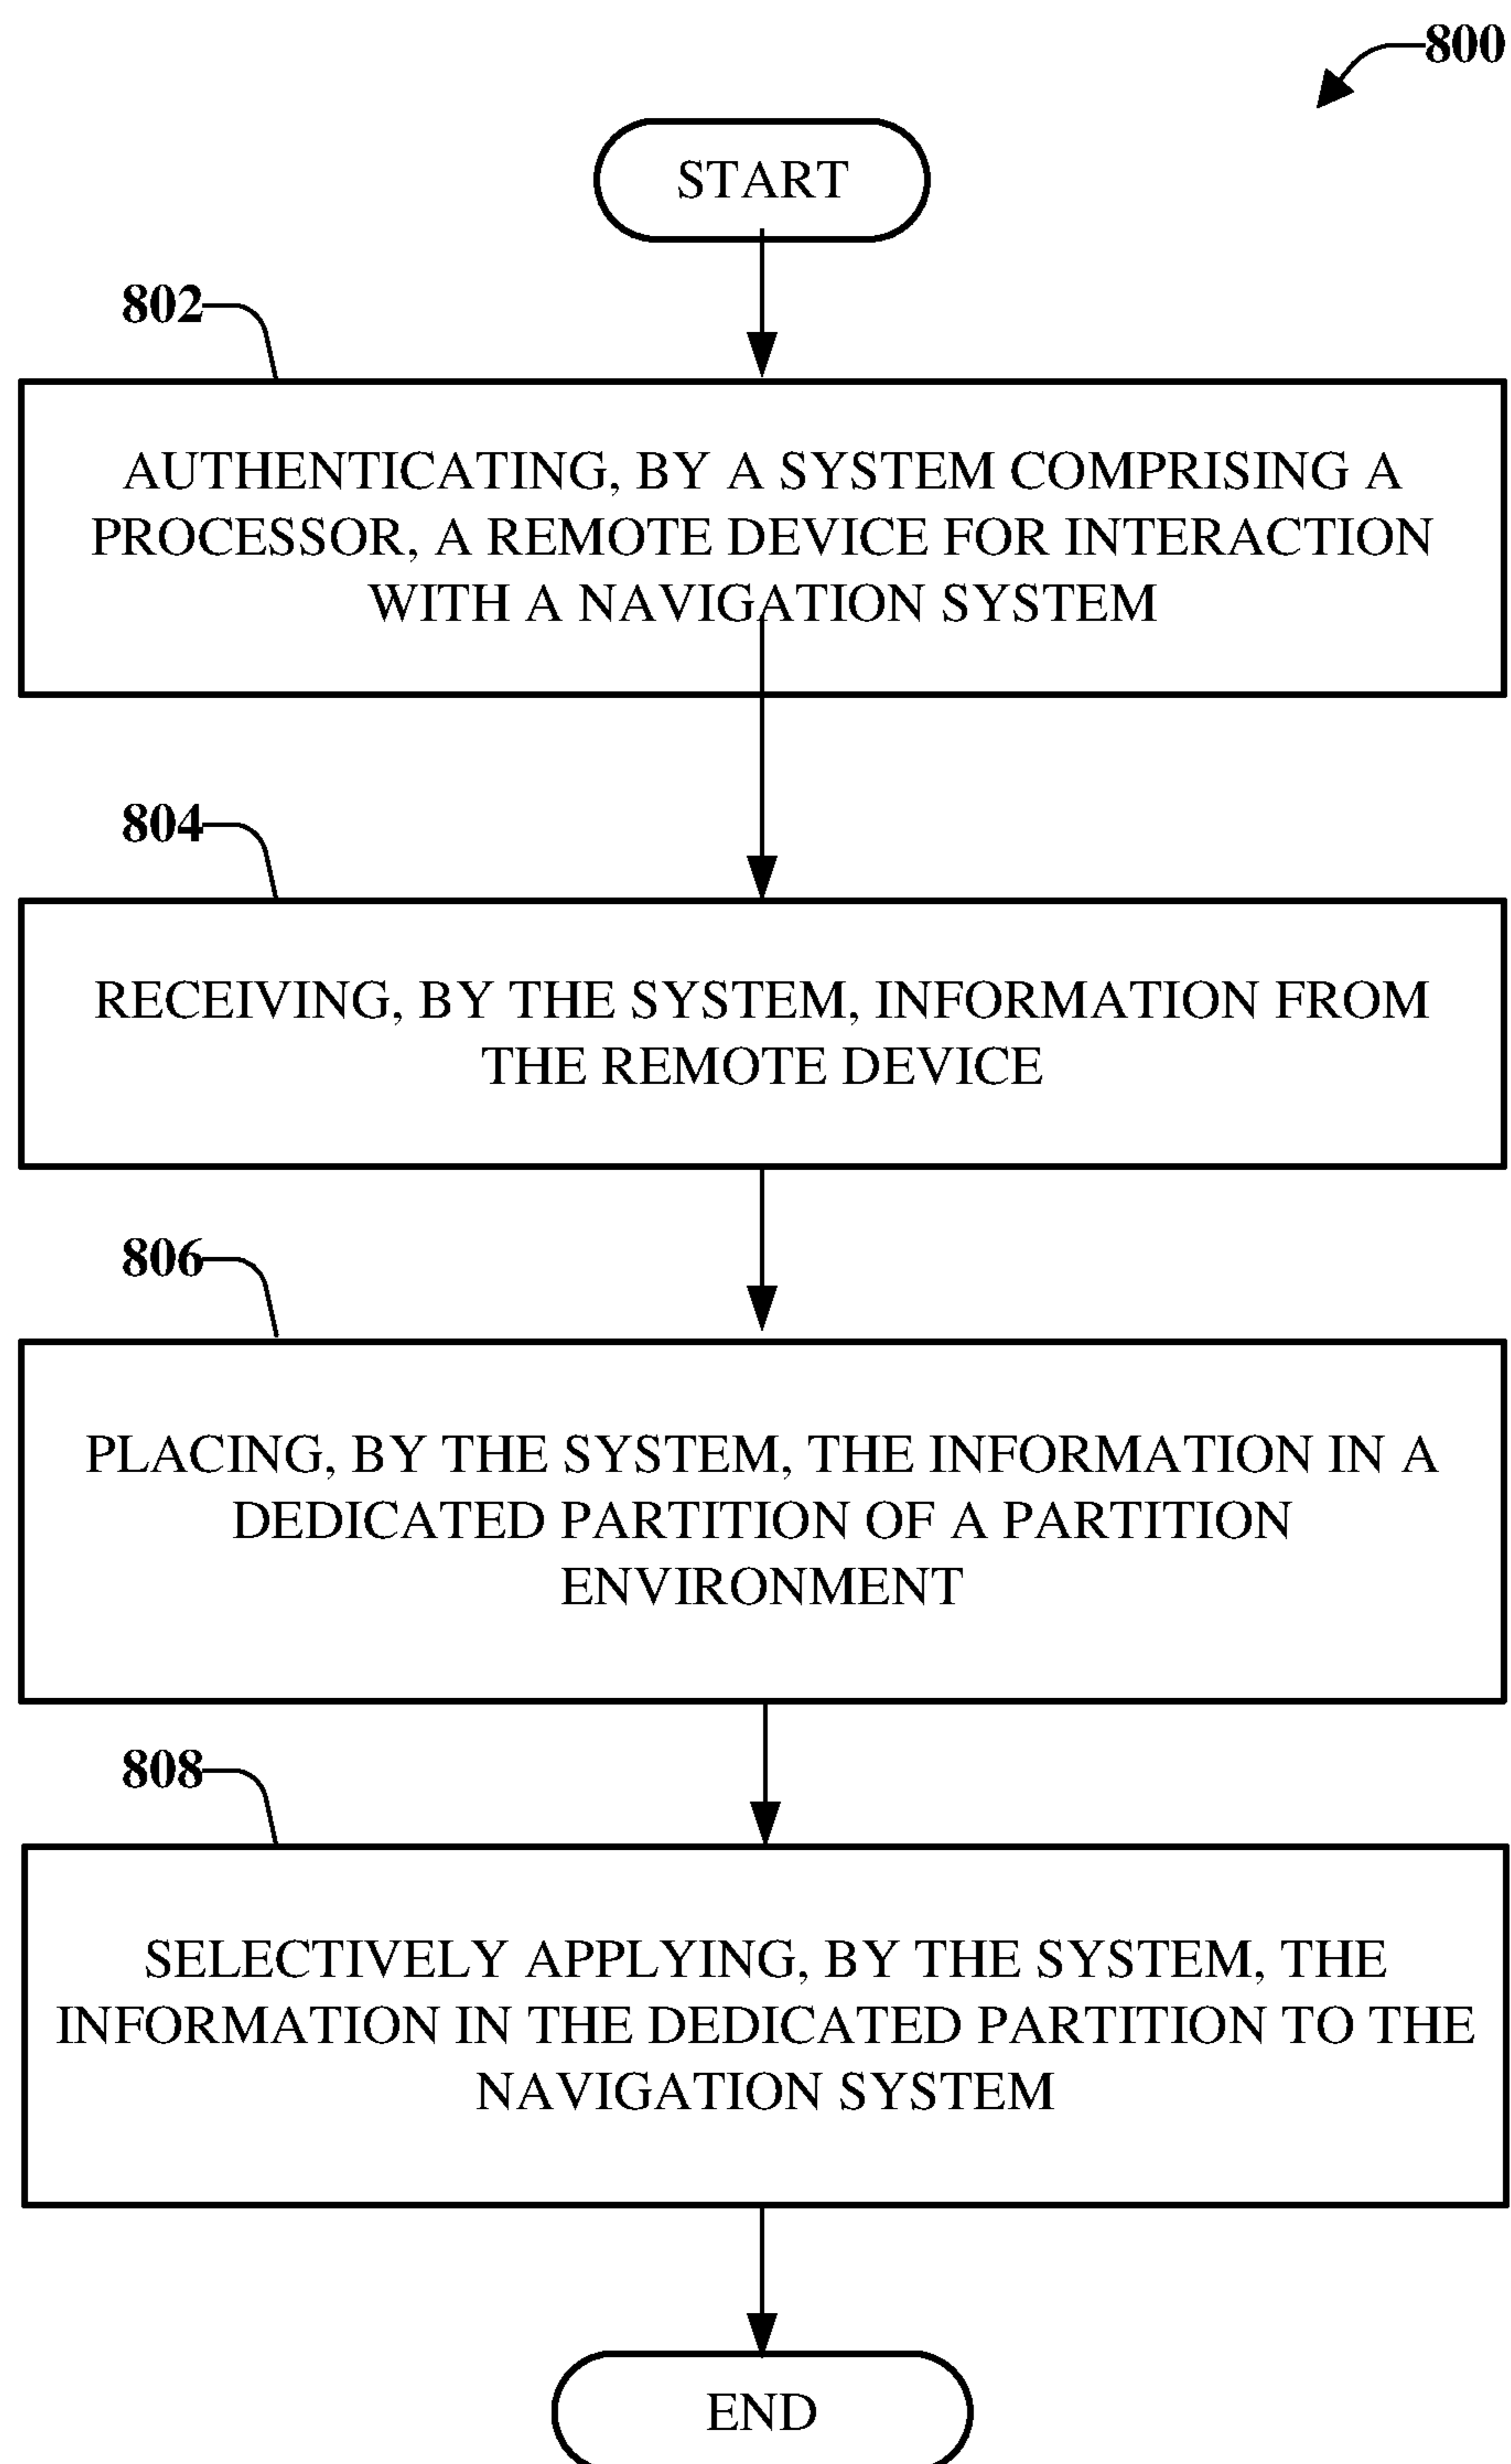 800
START
802
AUTHENTICATING, BY A SYSTEM COMPRISING A
PROCESSOR, A REMOTE DEVICE FOR INTERACTION
WITH A NAVIGATION SYSTEM
804
RECEIVING, BY THE SYSTEM, INFORMATION FROM
THE REMOTE DEVICE
806
PLACING, BY THE SYSTEM, THE INFORMATION IN A
DEDICATED PARTITION OF A PARTITION
ENVIRONMENT
808
SELECTIVELY APPLYING, BY THE SYSTEM, THE
INFORMATION IN THE DEDICATED PARTITION TO THE
NAVIGATION SYSTEM
END